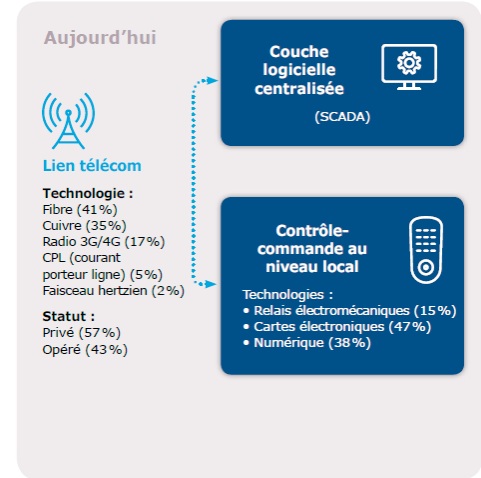 Aujourd'hui
Couche
logicielle
centralisée
(SCADA)
Lien télécom
Technologie :
Fibre (41%)
Cuivre (35%)
Radio 3G/4G (17%)
CPL (courant
porteur ligne) (5%)
Faisceau hertzien (2%)
Statut :
Privé (57%)
Opéré (43%)
Contrôle-
commande au
niveau local
Technologies :
• Relais électromécaniques (15%)
• Cartes électroniques (47%)
• Numérique (38%)